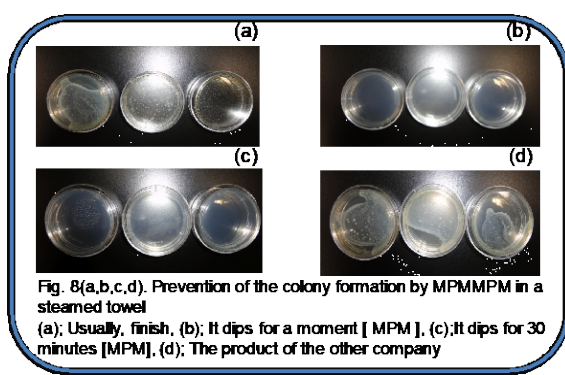 (a)
(b)
(c)
(d)
Fig. 8(a,b,c,d). Prevention of the colony formation by MPMMPM in a
steamed towel
(a); Usually, finish, (b); It dips for a moment [ MPM ], (c);It dips for 30
minutes [MPM], (d); The product of the other company